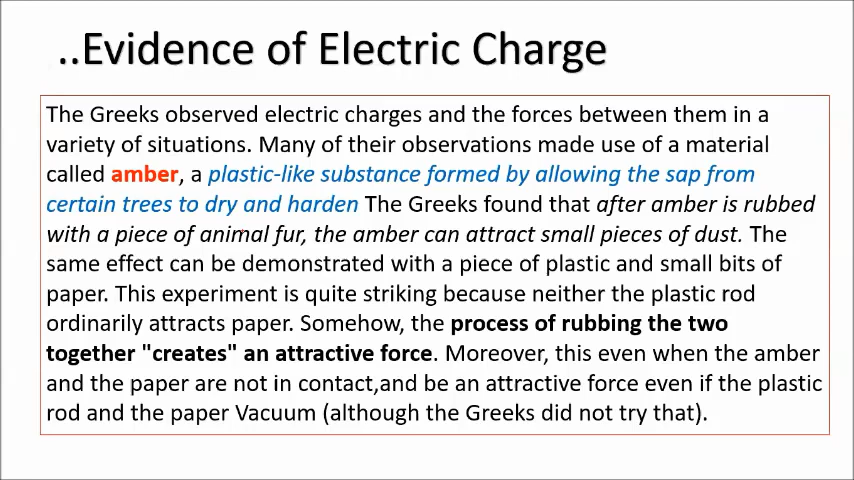 ..Evidence of Electric Charge
The Greeks observed electric charges and the forces between them in a
variety of situations. Many of their observations made use of a material
called amber, a plastic-like substance formed by allowing the sap from
certain trees to dry and harden The Greeks found that after amber is rubbed
with a piece of animal fur, the amber can attract small pieces of dust. The
same effect can be demonstrated with a piece of plastic and small bits of
paper. This experiment is quite striking because neither the plastic rod
ordinarily attracts paper. Somehow, the process of rubbing the two
together "creates" an attractive force. Moreover, this even when the amber
and the paper are not in contact,and be an attractive force even if the plastic
rod and the paper Vacuum (although the Greeks did not try that).